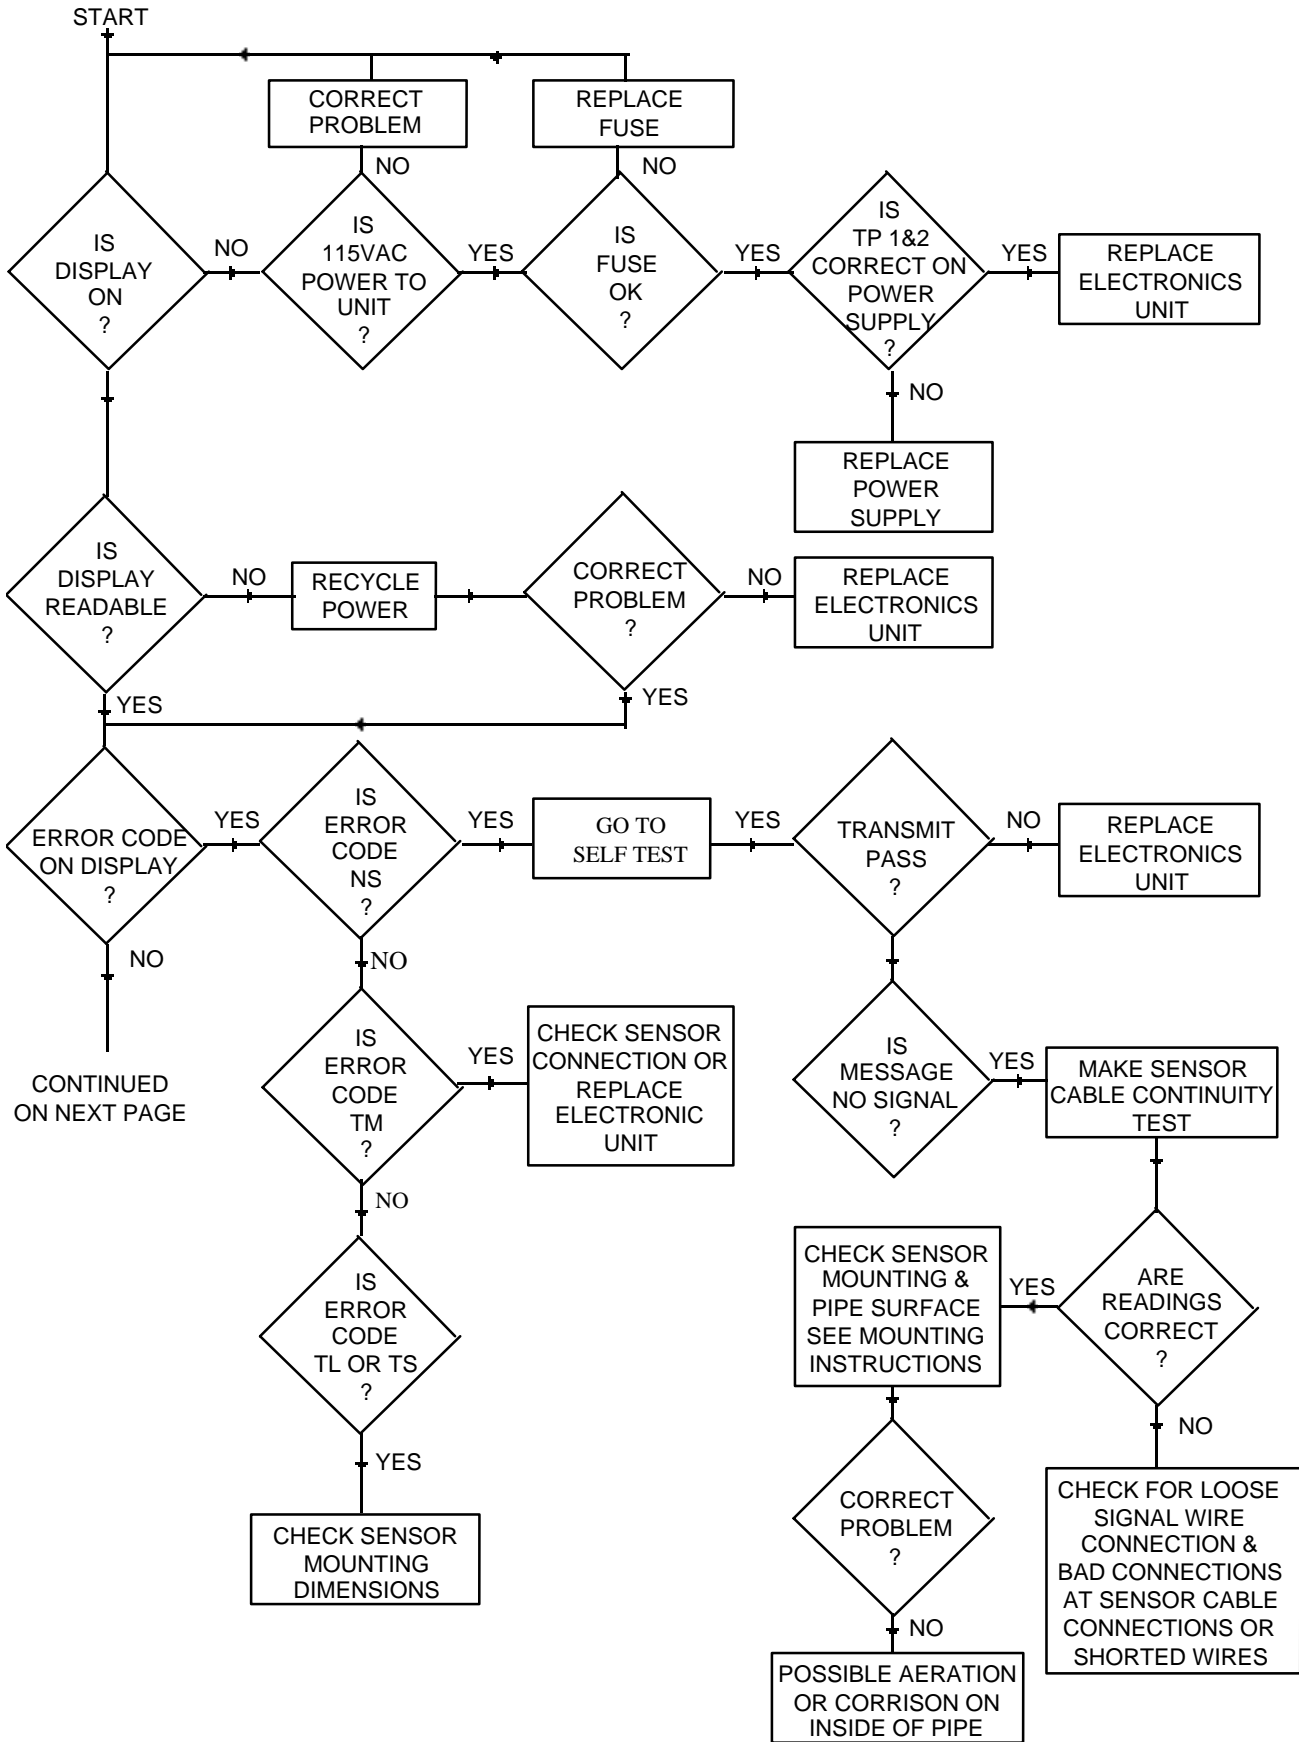 START
CORRECT
PROBLEM
REPLACE
FUSE
NO
NO
IS
DISPLAY
ON
?
NO
IS
115VAC
POWER TO
UNIT
?
YES
IS
FUSE
OK
?
YES
IS
TP 1&2
CORRECT ON
POWER
SUPPLY
?
YES
REPLACE
ELECTRONICS
UNIT
NO
REPLACE
POWER
SUPPLY
IS
DISPLAY
READABLE
?
NO
RECYCLE
POWER
CORRECT
PROBLEM
?
NO
REPLACE
ELECTRONICS
UNIT
YES
YES
ERROR CODE
ON DISPLAY
?
YES
IS
ERROR
CODE
NS
?
YES
GO TO
SELF TEST
YES
TRANSMIT
PASS
?
NO
REPLACE
ELECTRONICS
UNIT
NO
CONTINUED
ON NEXT PAGE
NO
IS
ERROR
CODE
TM
?
YES
CHECK SENSOR
CONNECTION OR
REPLACE
ELECTRONIC
UNIT
IS
MESSAGE
NO SIGNAL
?
YES
MAKE SENSOR
CABLE CONTINUITY
TEST
NO
IS
ERROR
CODE
TL OR TS
?
YES
CHECK SENSOR
MOUNTING
DIMENSIONS
CHECK SENSOR
MOUNTING &
PIPE SURFACE
SEE MOUNTING
INSTRUCTIONS
YES
ARE
READINGS
CORRECT
?
NO
CORRECT
PROBLEM
?
CHECK FOR LOOSE
SIGNAL WIRE
CONNECTION &
BAD CONNECTIONS
AT SENSOR CABLE
CONNECTIONS OR
SHORTED WIRES
NO
POSSIBLE AERATION
OR CORRISON ON
INSIDE OF PIPE